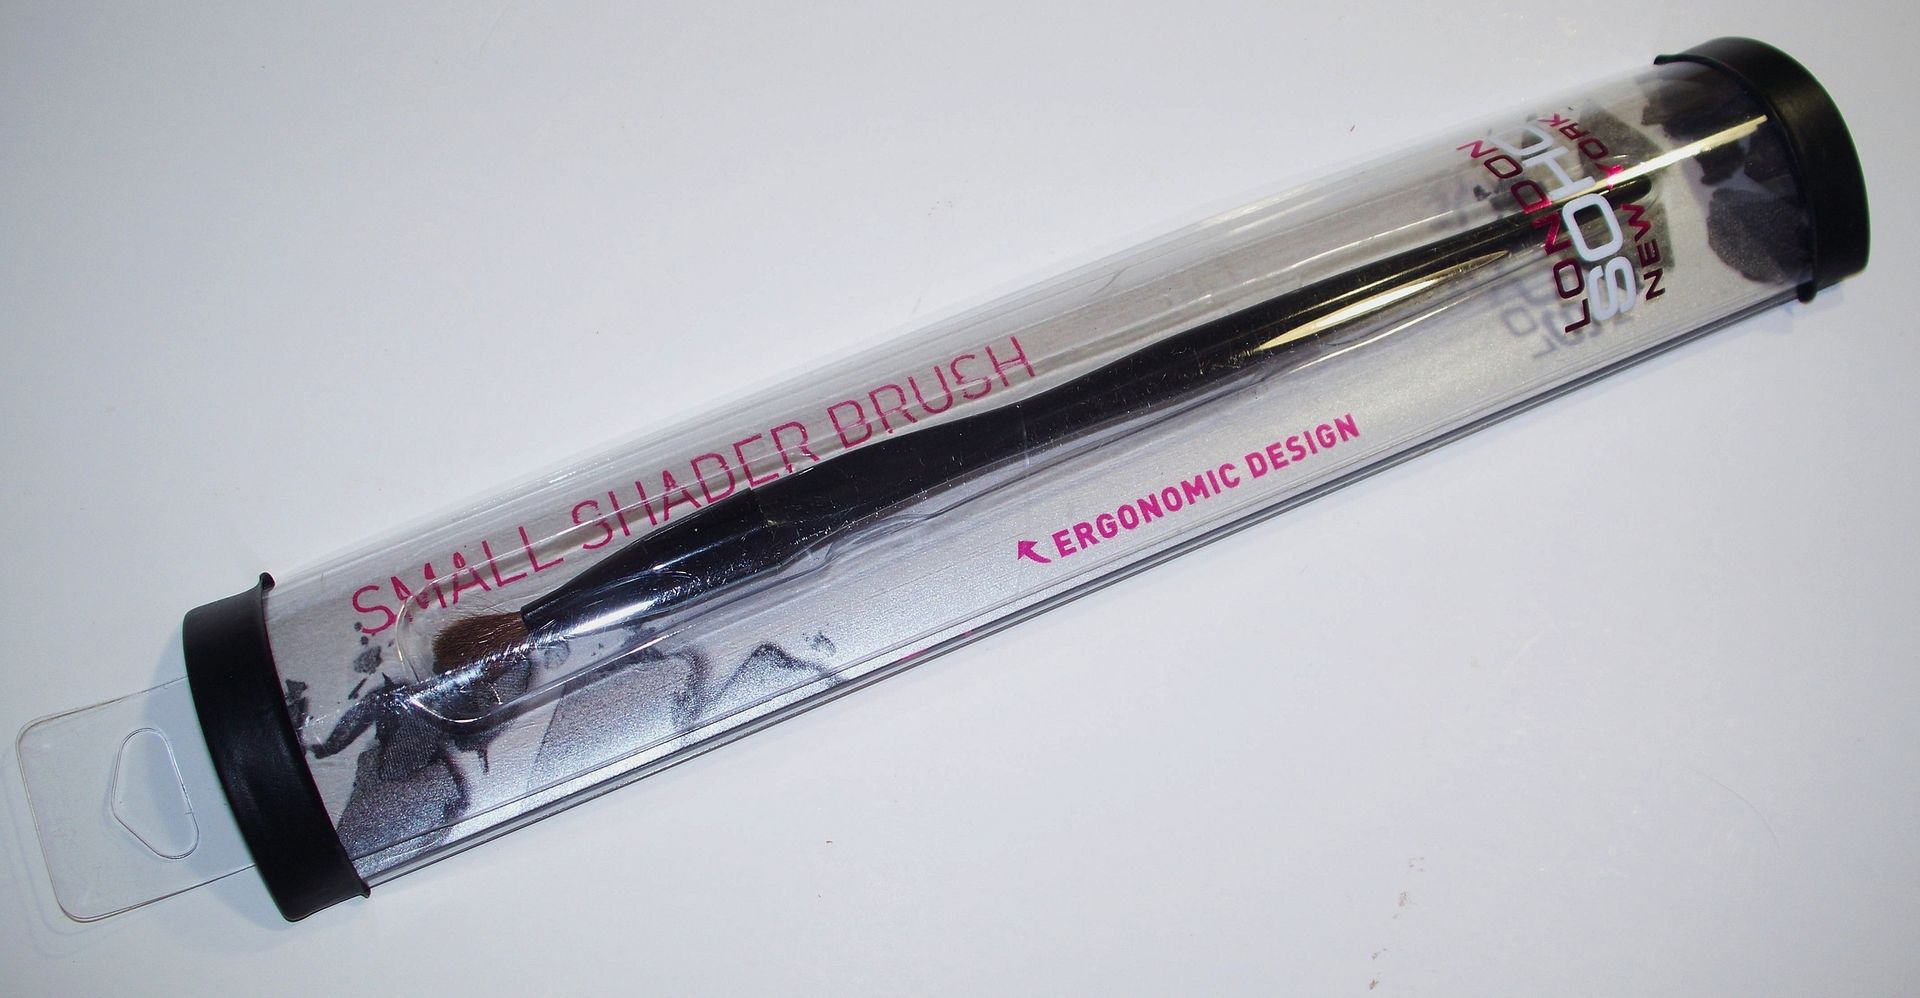 SMALL SHADER BRUSH
ERGONOMIC DESIGN
LONDON
SOHO
NEW YORK